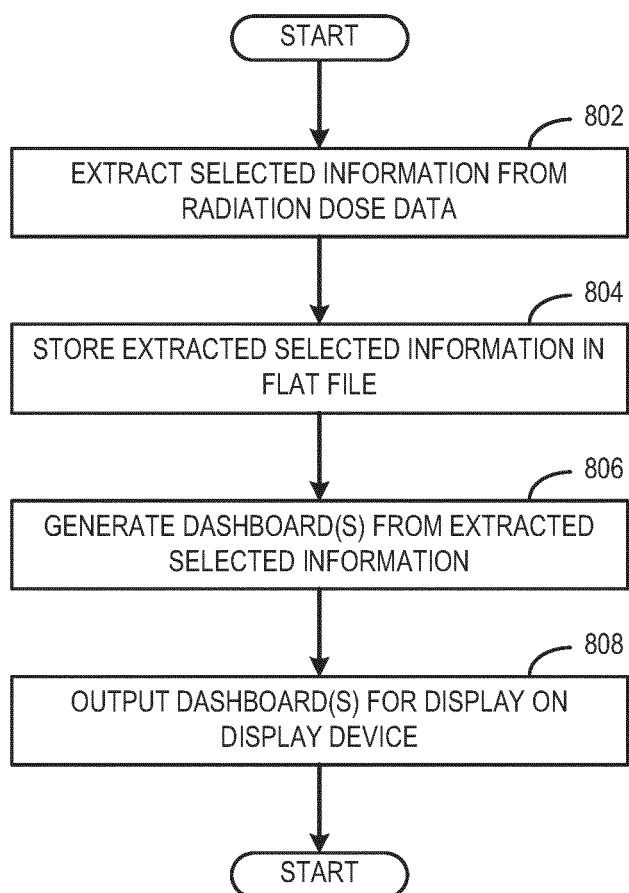 START
802
EXTRACT SELECTED INFORMATION FROM
RADIATION DOSE DATA
804
STORE EXTRACTED SELECTED INFORMATION IN
FLAT FILE
806
GENERATE DASHBOARD(S) FROM EXTRACTED
SELECTED INFORMATION
808
OUTPUT DASHBOARD(S) FOR DISPLAY ON
DISPLAY DEVICE
START